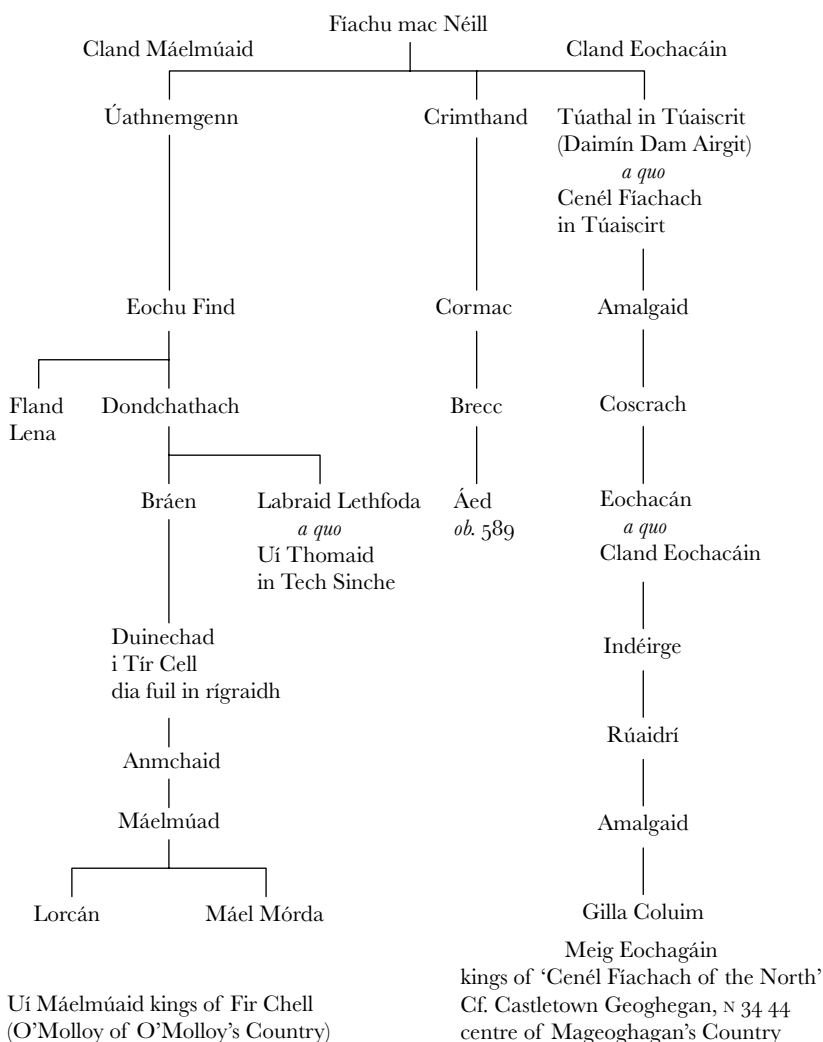 Fíachu mac Néill
Cland Máelmúaid
Cland Eochacáin
Úathnemgenn
Crimthand
Túathal in Túaiscrit
(Daimín Dam Airgit)
a quo
Cenél Fíachach
in Túaiscirt
Eochu Find
Cormac
Amalgaid
Fland
Lena
Dondchathach
Brecc
Coscrach
Bráen
Labraid Lethfoda
a quo
Uí Thomaid
in Tech Sinche
Áed
ob. 589
Eochacán
a quo
Cland Eochacáin
Duinechad
i Tír Cell
dia fuil in rígraidh
Indéirge
Anmchaid
Rúaidrí
Máelmúad
Amalgaid
Lorcán
Máel Mórda
Gilla Coluim
Uí Máelmúaid kings of Fir Chell
(O'Molloy of O'Molloy's Country)
Meig Eochagáin
kings of ‘Cenél Fíachach of the North’
Cf. Castletown Geoghegan, N 34 44
centre of Mageoghagan's Country